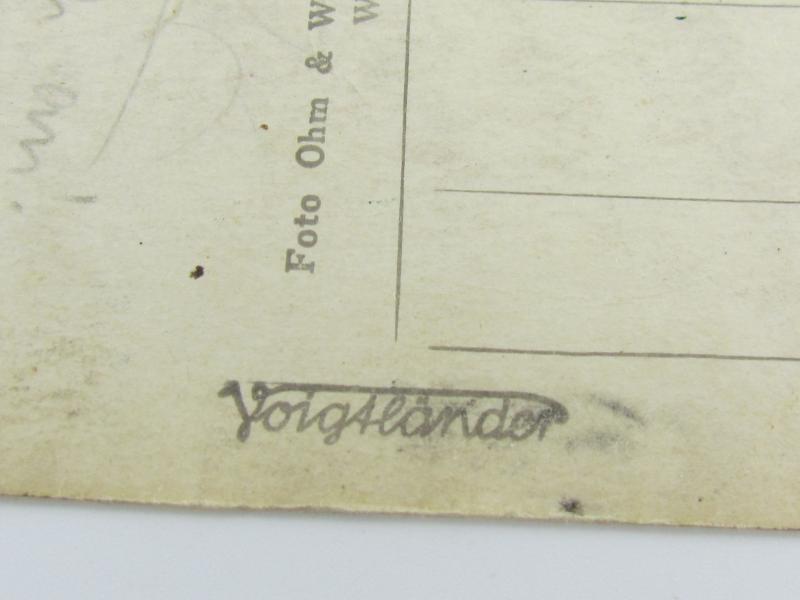 Foto Ohm & W
W
Voigtländer